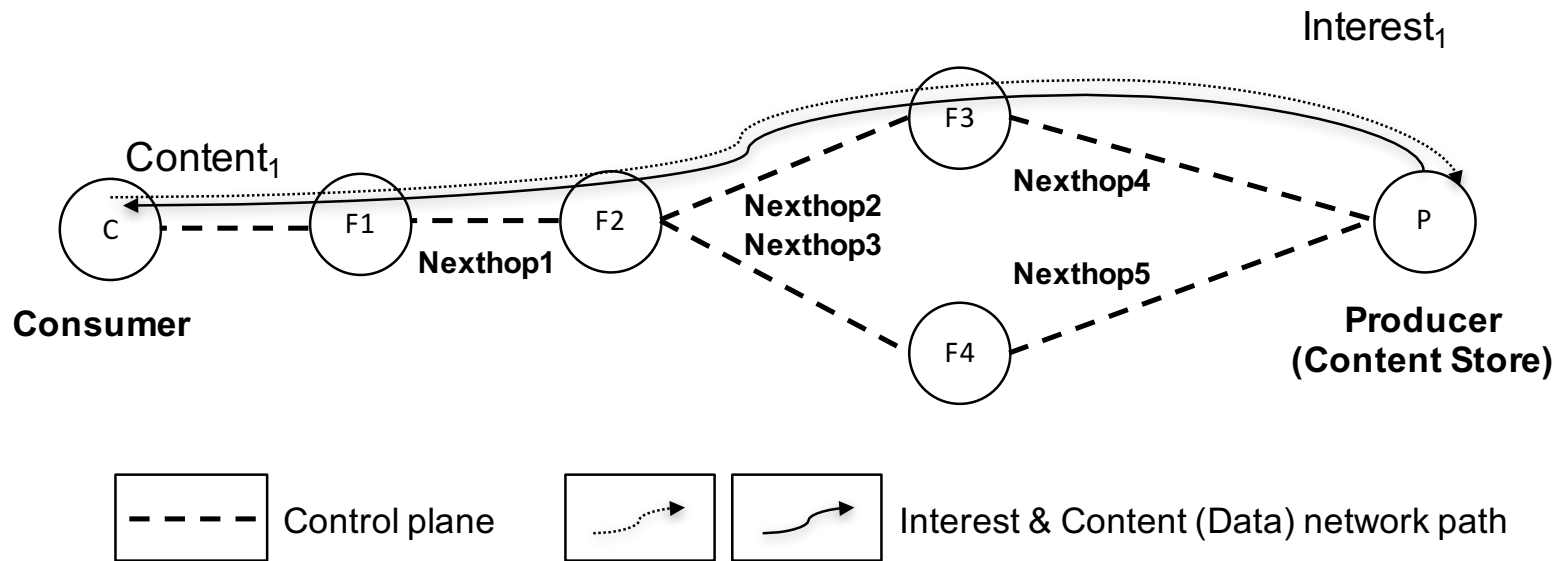 Interest₁
Content₁
C
F1
F2
F3
F4
P
Nexthop1
Nexthop2
Nexthop3
Nexthop4
Nexthop5
Consumer
Producer
(Content Store)
Control plane
Interest & Content (Data) network path